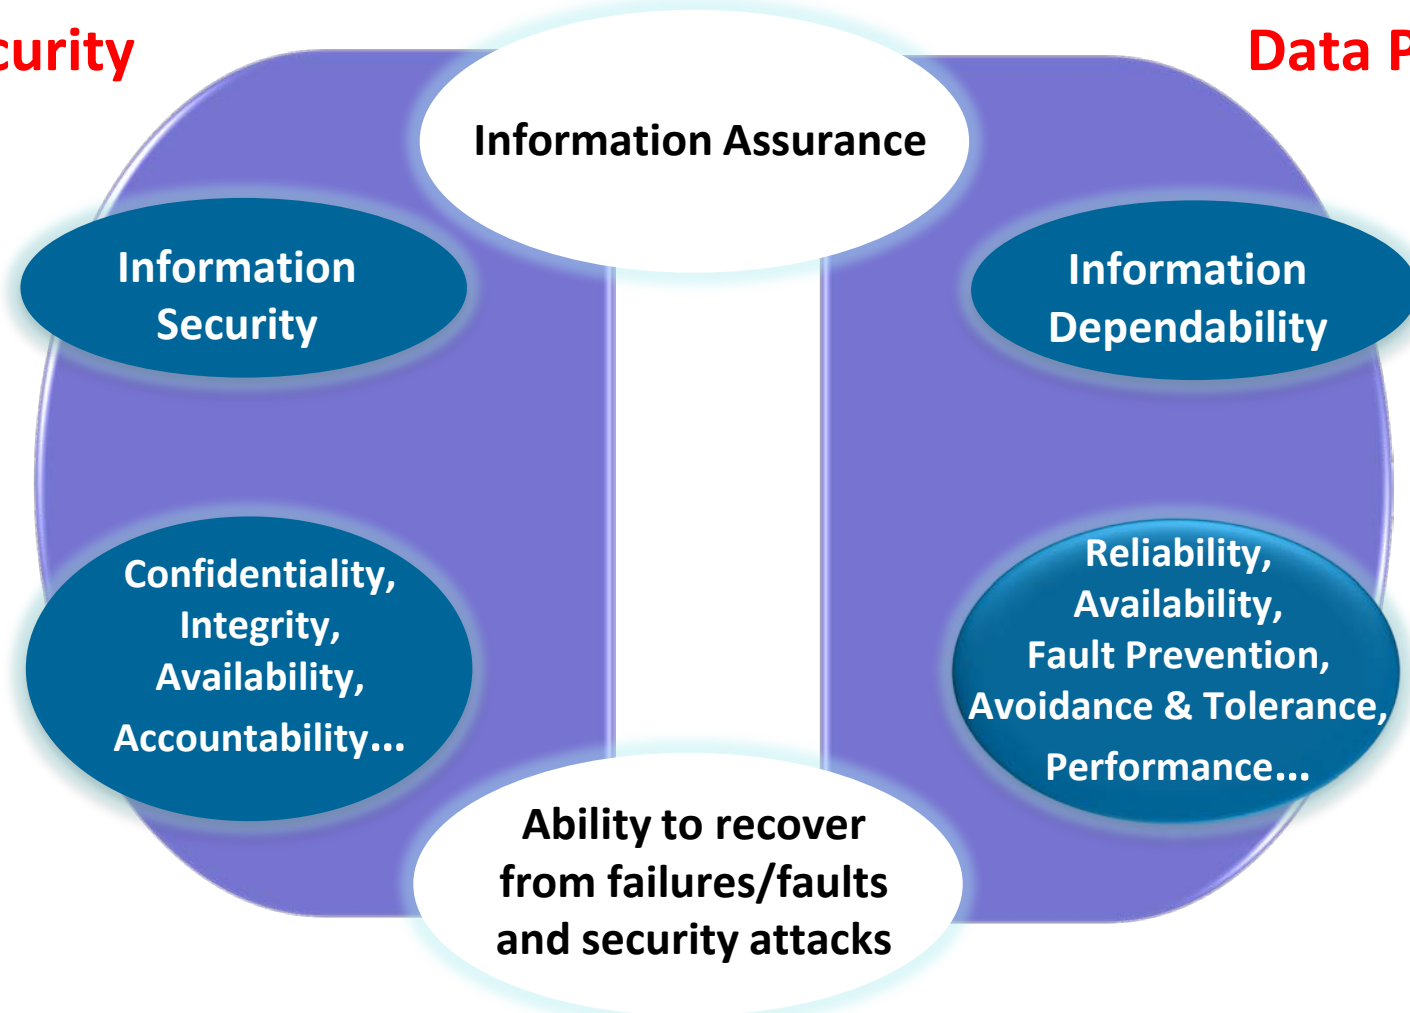 curity
Data P
Information Assurance
Information
Security
Information
Dependability
Confidentiality,
Integrity,
Availability,
Accountability...
Reliability,
Availability,
Fault Prevention,
Avoidance & Tolerance,
Performance...
Ability to recover
from failures/faults
and security attacks